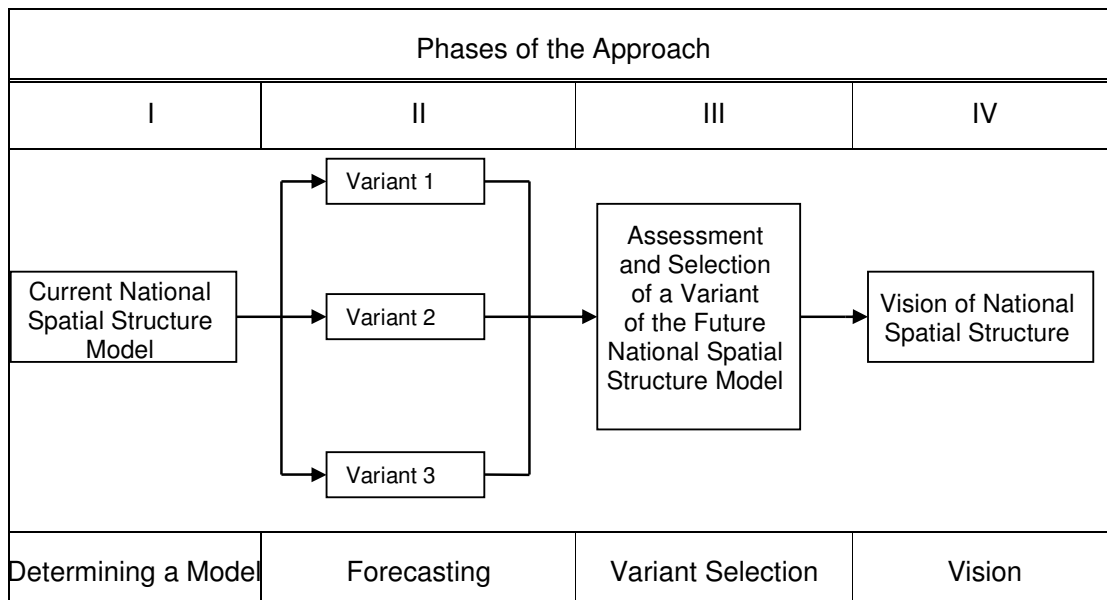 Phases of the Approach
I
II
III
IV
Current National
Spatial Structure
Model
Variant 1
Variant 2
Variant 3
Assessment
and Selection
of a Variant
of the Future
National Spatial
Structure Model
Vision of National
Spatial Structure
Determining a Model
Forecasting
Variant Selection
Vision